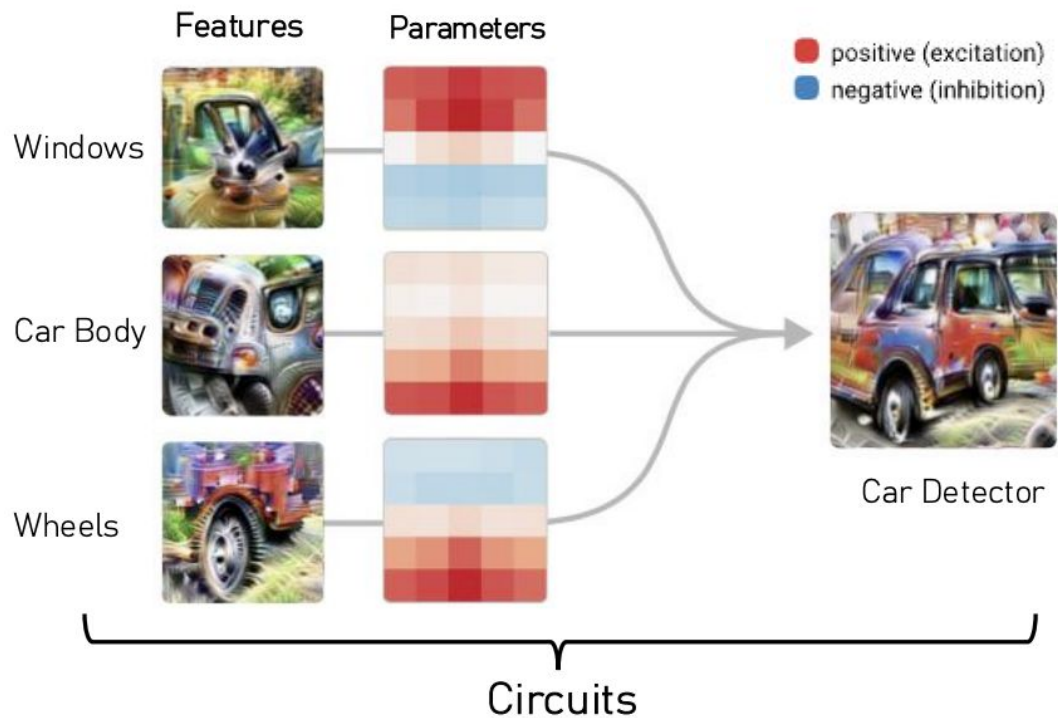 Features
Parameters
positive (excitation)
negative (inhibition)
Windows
Car Body
Wheels
Car Detector
Circuits